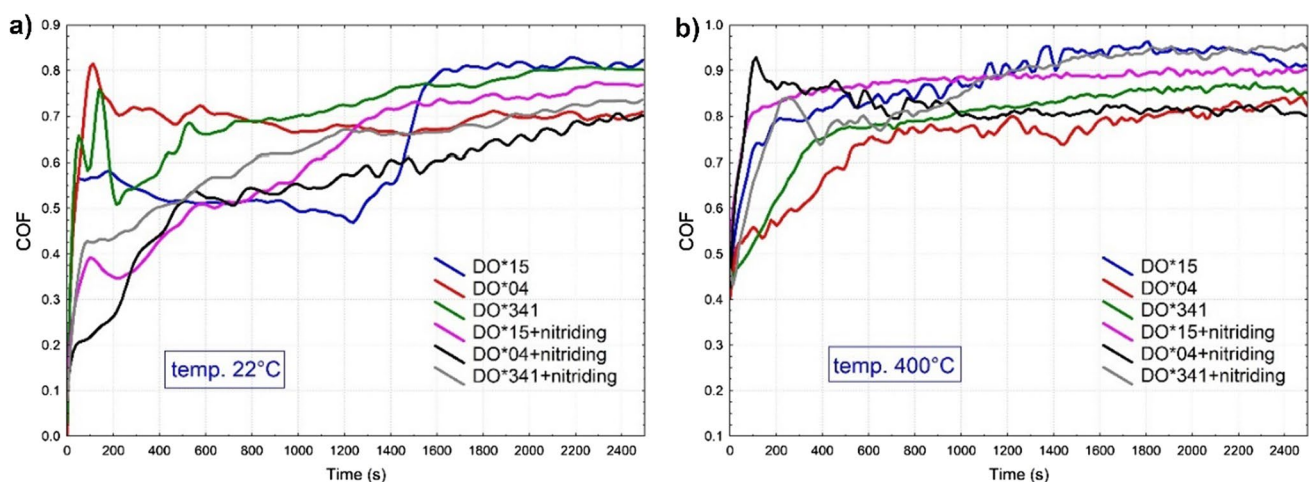 a)
0.9
0.8
0.7
0.6
0.5
0.4
0.3
0.2
0.1
0.0
COF
DO*15
DO*04
DO*341
DO*15+nitriding
DO*04+nitriding
DO*341+nitriding
temp. 22°C
0 200 400 600 800 1000 1200 1400 1600 1800 2000 2200 2400
Time (s)
b)
1.0
0.9
0.8
0.7
0.6
0.5
0.4
0.3
0.2
0.1
COF
DO*15
DO*04
DO*341
DO*15+nitriding
DO*04+nitriding
DO*341+nitriding
temp. 400°C
0 200 400 600 800 1000 1200 1400 1600 1800 2000 2200 2400
Time (s)